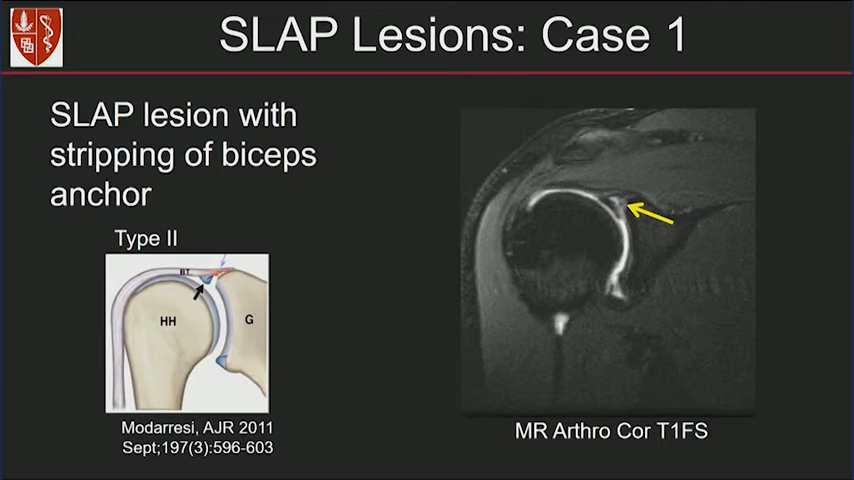 SLAP Lesions: Case 1
SLAP lesion with
stripping of biceps
anchor
Type II
BT
HH
G
Modarresi, AJR 2011
Sept;197(3):596-603
MR Arthro Cor T1FS